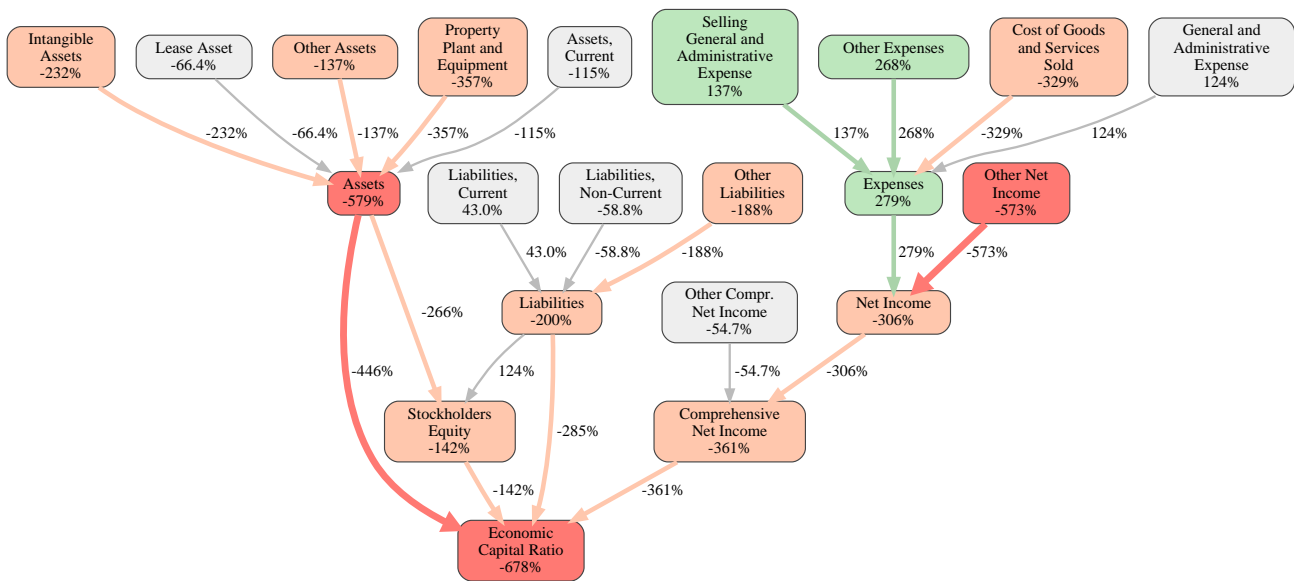 Intangible
Assets
-232%
Lease Asset
-66.4%
Other Assets
-137%
Property
Plant and
Equipment
-357%
Assets,
Current
-115%
Selling
General and
Administrative
Expense
137%
Other Expenses
268%
Cost of Goods
and Services
Sold
-329%
General and
and Administrative
Expense
124%
-232%
-66.4%
-137%
-357%
-115%
137%
268%
-329%
124%
Assets
-579%
Liabilities,
Current
43.0%
Liabilities,
Non-Current
-58.8%
Other
Liabilities
-188%
Expenses
279%
Other Net
Income
-573%
43.0%
-58.8%
-188%
279%
-573%
-266%
Liabilities
-200%
Other Compr.
Net Income
-54.7%
Net Income
-306%
-446%
124%
-285%
-54.7%
-306%
Stockholders
Equity
-142%
Comprehensive
Net Income
-361%
-142%
-361%
Economic
Capital Ratio
-678%